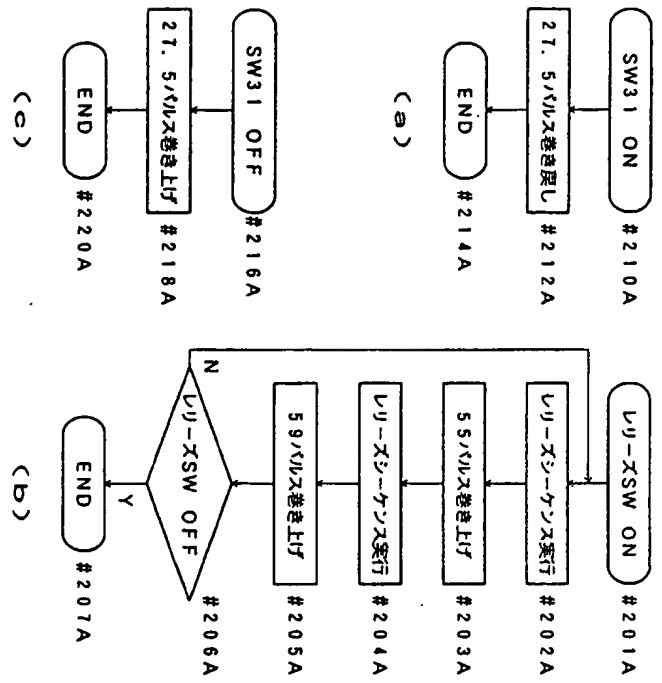 SW31 ON
#210A
27.5パルス巻き戻し
#212A
END
#214A
(a)
レリーズSW ON
#201A
レリーズシーケンス実行
#202A
55パルス巻き上げ
#203A
レリーズシーケンス実行
#204A
59パルス巻き上げ
#205A
レリーズSW OFF
#206A
N
Y
END
#207A
(b)
SW31 OFF
#216A
27.5パルス巻き上げ
#218A
END
#220A
(c)